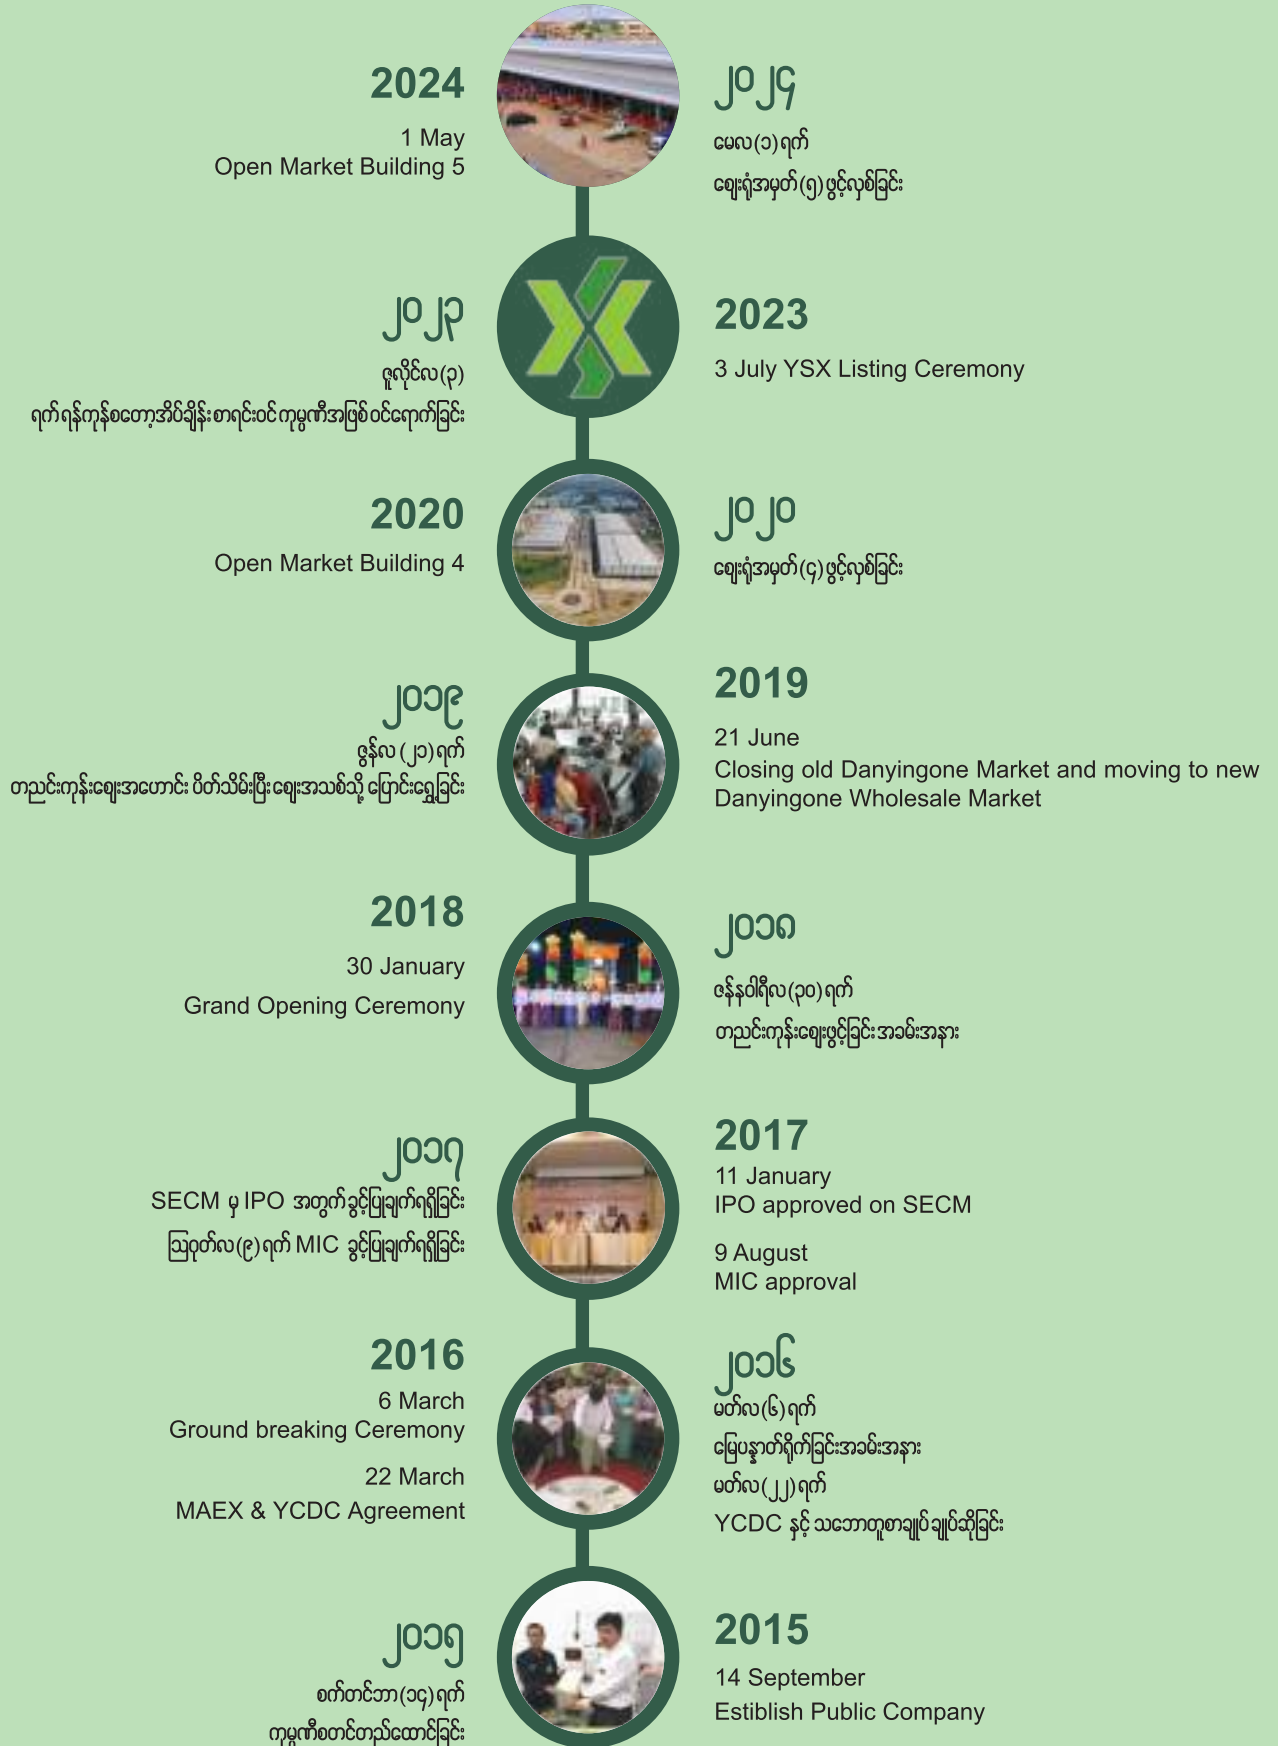 2024
1 May
Open Market Building 5
၂၀၂၄
မေလ(၁)ရက်
ဈေးရုံအမှတ်(၅)ဖွင့်လှစ်ခြင်း
၂၀၂၃
ဇူလိုင်လ(၃)
ရက်ရန်ကုန်စတော့အိပ်ချိန်းစာရင်းဝင်ကုမ္ပဏီအဖြစ်ဝင်ရောက်ခြင်း
2023
3 July YSX Listing Ceremony
2020
Open Market Building 4
၂၀၂၀
ဈေးရုံအမှတ်(၄)ဖွင့်လှစ်ခြင်း
၂၀၁၉
ဇွန်လ (၂၁)ရက်
တညင်းကုန်းဈေးအဟောင်း ပိတ်သိမ်းပြီး ဈေးအသစ်သို့ ပြောင်းရွှေ့ခြင်း
2019
21 June
Closing old Danyingone Market and moving to new
Danyingone Wholesale Market
2018
30 January
Grand Opening Ceremony
၂၀၁၈
ဇန်နဝါရီလ(၃၀)ရက်
တညင်းကုန်းဈေးဖွင့်ခြင်းအခမ်းအနား
၂၀၁၇
SECM မှ IPO အတွက်ခွင့်ပြုချက်ရရှိခြင်း
ဩဝုတ်လ(၉)ရက် MIC ခွင့်ပြုချက်ရရှိခြင်း
2017
11 January
IPO approved on SECM
9 August
MIC approval
2016
6 March
Ground breaking Ceremony
22 March
MAEX & YCDC Agreement
၂၀၁၆
မတ်လ(၆)ရက်
မြေပန္နာတ်ရိုက်ခြင်းအခမ်းအနား
မတ်လ(၂၂)ရက်
YCDC နှင့် သဘောတူစာချုပ်ချုပ်ဆိုခြင်း
၂၀၁၅
စက်တင်ဘာ(၁၄)ရက်
ကုမ္ပဏီစတင်တည်ထောင်ခြင်း
2015
14 September
Estiblish Public Company